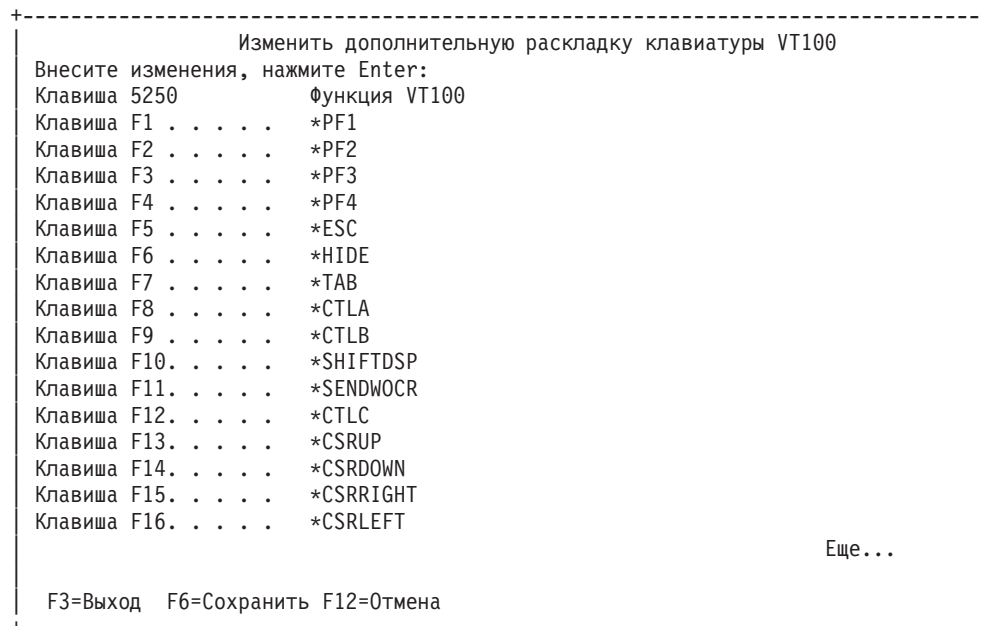 Изменить дополнительную раскладку клавиатуры VT100
Внесите изменения, нажмите Enter:
Клавиша 5250 Функция VT100
Клавиша F1 . . . . . *PF1
Клавиша F2 . . . . . *PF2
Клавиша F3 . . . . . *PF3
Клавиша F4 . . . . . *PF4
Клавиша F5 . . . . . *ESC
Клавиша F6 . . . . . *HIDE
Клавиша F7 . . . . . *TAB
Клавиша F8 . . . . . *CTLA
Клавиша F9 . . . . . *CTLB
Клавиша F10. . . . . *SHIFTDSP
Клавиша F11. . . . . *SENDWOCR
Клавиша F12. . . . . *CTLC
Клавиша F13. . . . . *CSRUP
Клавиша F14. . . . . *CSRDOWN
Клавиша F15. . . . . *CSRRIGHT
Клавиша F16. . . . . *CSRLEFT
Еще...
F3=Выход F6=Сохранить F12=Отмена